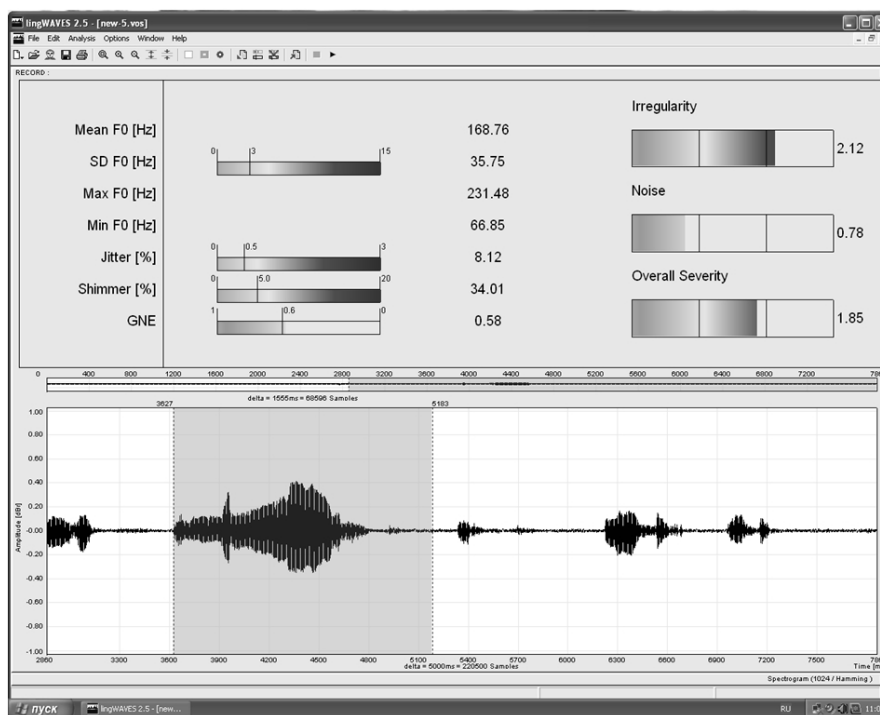 lingWAVES 2.5 - [new-5.vos]
File Edit Analysis Options Window Help
RECORD :
Mean F0 [Hz] 168.76
0 3 15
SD F0 [Hz] 35.75
Max F0 [Hz] 231.48
Min F0 [Hz] 66.85
0 0.5 3
Jitter [%] 8.12
0 5.0 20
Shimmer [%] 34.01
1 0.6 0
GNE 0.58
Irregularity
2.12
Noise
0.78
Overall Severity
1.85
0 400 800 1200 1600 2000 2400 2800 3200 3600 4000 4400 4800 5200 5600 6000 6400 6800 7200 786
delta = 1555ms = 68596 Samples
3627 5183
1.00
0.80
0.60
0.40
0.20
-0.00
-0.20
-0.40
-0.60
-0.80
-1.00
Amplitude [dBr]
2860 3300 3600 3900 4200 4500 4800 5100 5400 5700 6000 6300 6600 6900 7200 7500 786
delta = 5000ms = 220500 Samples Time [m
Spectrogram (1024 / Hamming )
пуск lingWAVES 2.5 - [new... RU 11:0